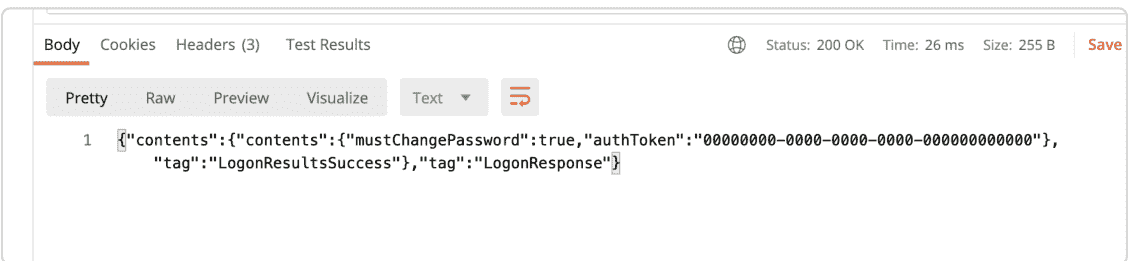 Body Cookies Headers (3) Test Results Status: 200 OK Time: 26 ms Size: 255 B Save
Pretty Raw Preview Visualize Text
1 {"contents":{"contents":{"mustChangePassword":true,"authToken":"00000000-0000-0000-0000-000000000000"},
"tag":"LogonResultsSuccess"},"tag":"LogonResponse"}